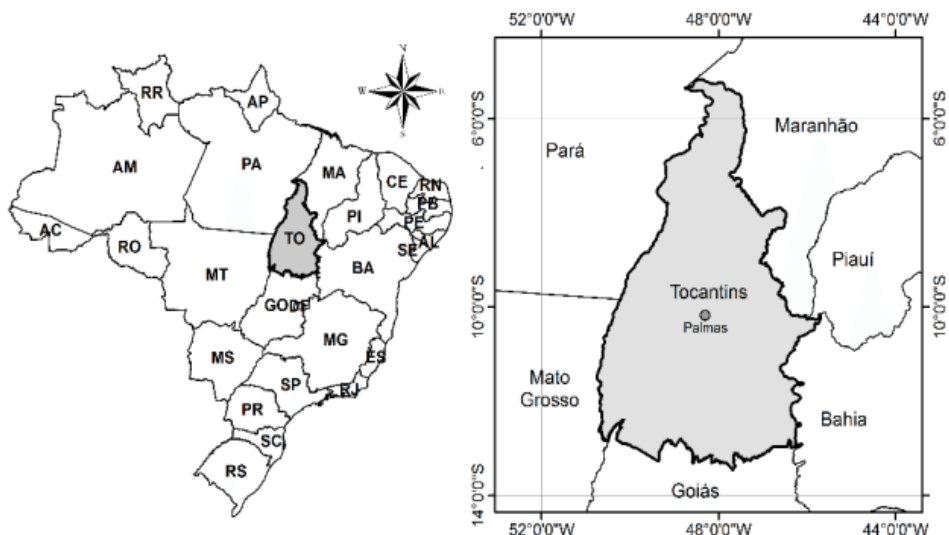 N
W
S
RR
AP
AM
PA
MA
CE
RN
PB
PI
PE
AL
SE
AC
RO
TO
BA
MT
GO
DF
MG
MS
ES
SP
RJ
PR
SC
RS
52°0'0"W
48°0'0"W
44°0'0"W
6°0'0"S
6°0'0"S
Maranhão
Pará
Piauí
Tocantins
10°0'0"S
10°0'0"S
Palmas
Mato
Grosso
Bahia
Goiás
14°0'0"S
14°0'0"S
52°0'0"W
48°0'0"W
44°0'0"W